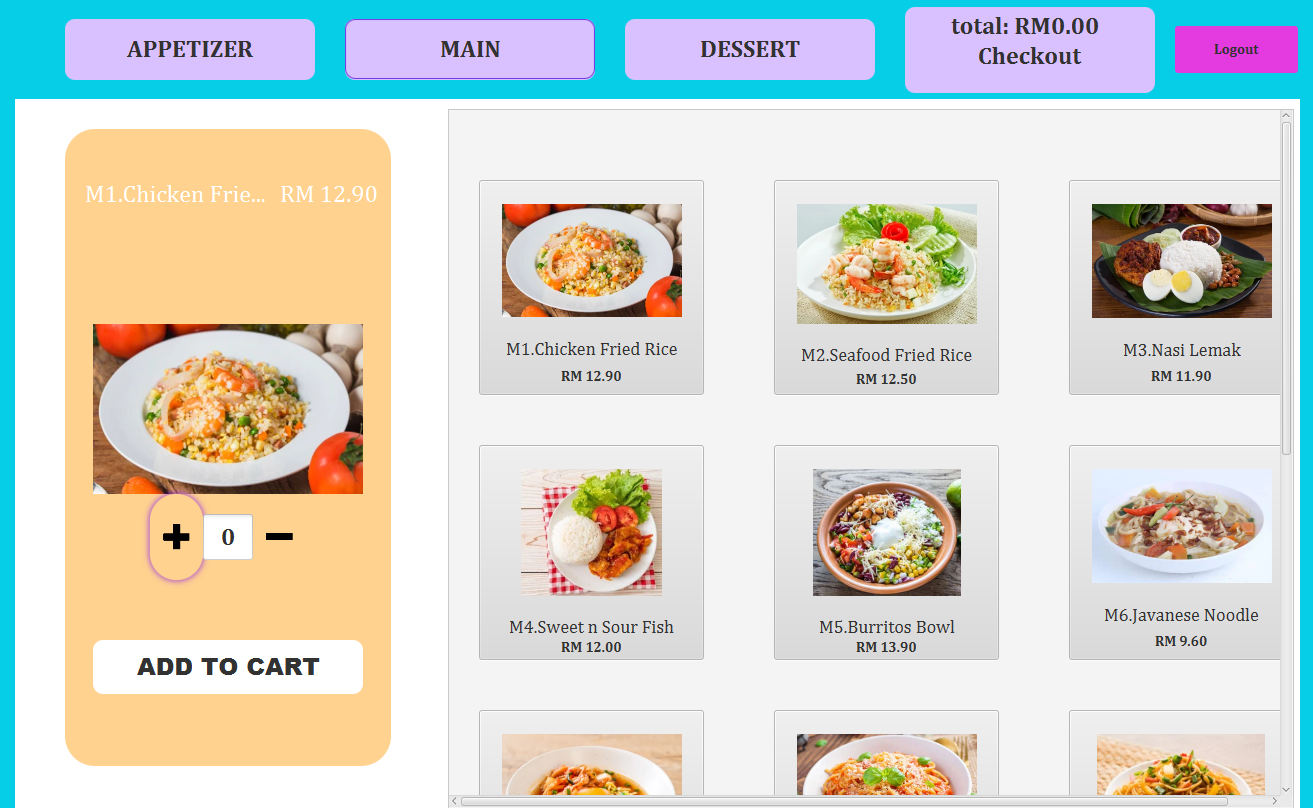 APPETIZER
MAIN
DESSERT
total: RM0.00
Checkout
Logout
M1.Chicken Frie... RM 12.90
0
ADD TO CART
M1.Chicken Fried Rice
RM 12.90
M2.Seafood Fried Rice
RM 12.50
M3.Nasi Lemak
RM 11.90
M4.Sweet n Sour Fish
RM 12.00
M5.Burritos Bowl
RM 13.90
M6.Javanese Noodle
RM 9.60